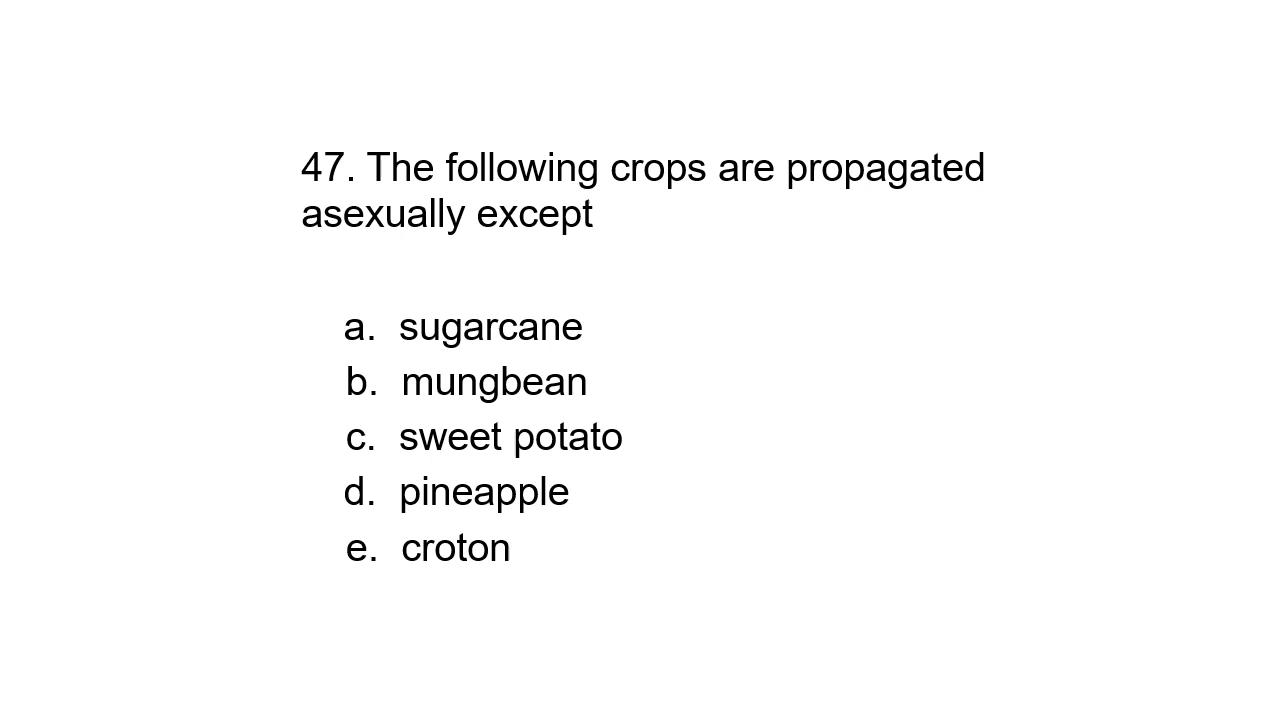 47. The following crops are propagated
asexually except
a. sugarcane
b. mungbean
c. sweet potato
d. pineapple
e. croton